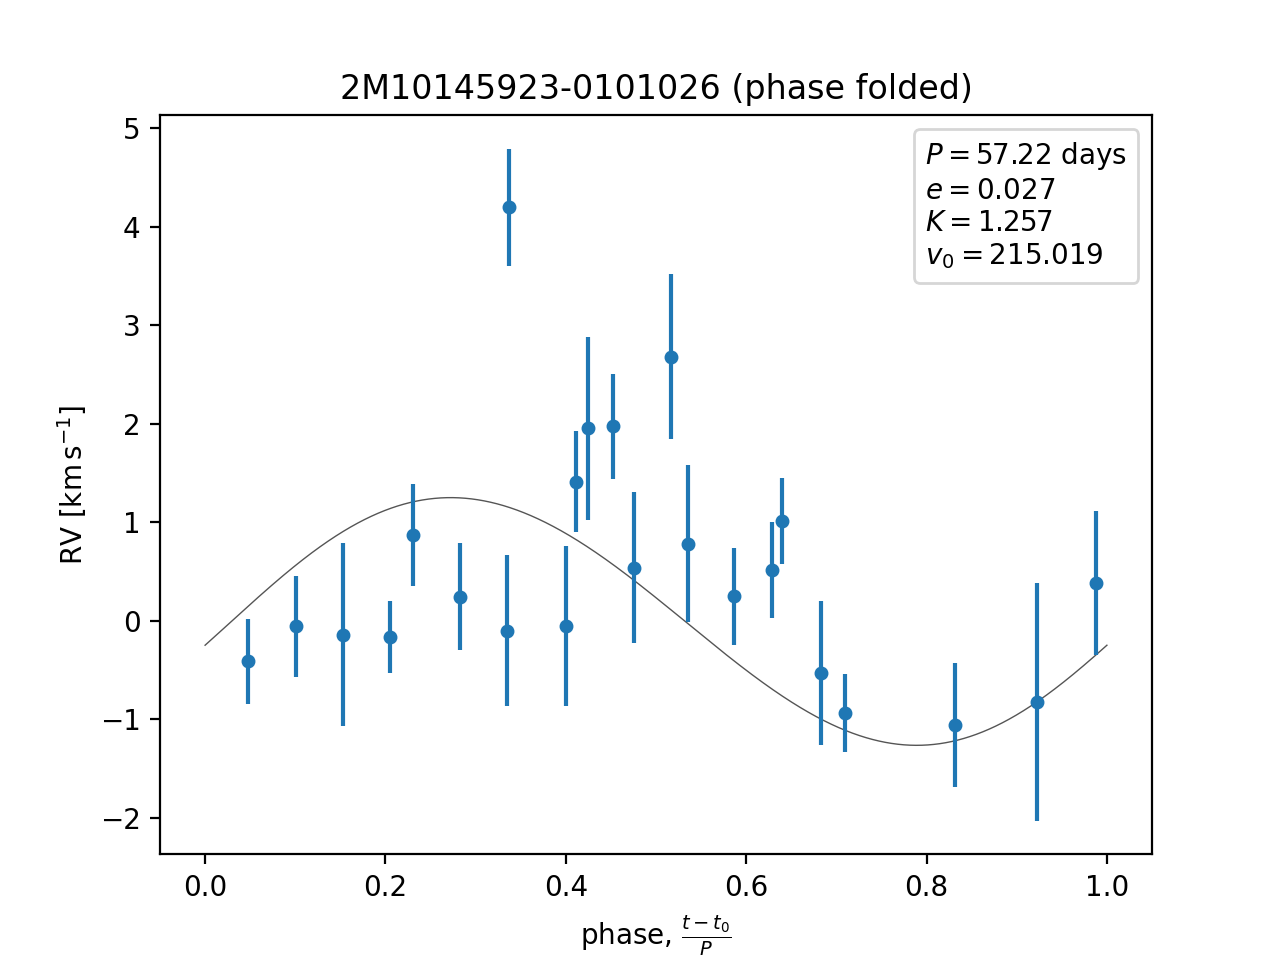 2M10145923-0101026 (phase folded)
P = 57.22 days
e = 0.027
K = 1.257
v₀ = 215.019
RV [km s⁻¹]
5
4
3
2
1
0
−1
−2
0.0 0.2 0.4 0.6 0.8 1.0
phase, (t − t₀)/P